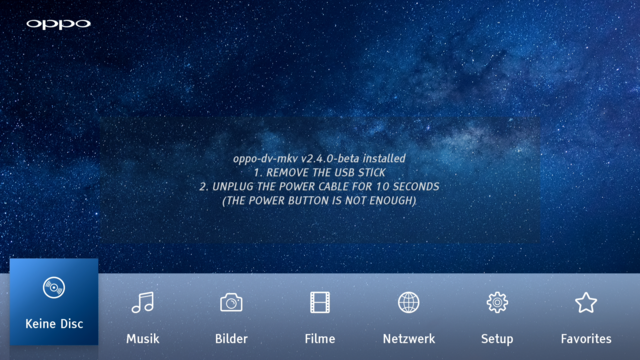 oppo
oppo-dv-mkv v2.4.0-beta installed
1. REMOVE THE USB STICK
2. UNPLUG THE POWER CABLE FOR 10 SECONDS
(THE POWER BUTTON IS NOT ENOUGH)
Keine Disc
Musik
Bilder
Filme
Netzwerk
Setup
Favorites